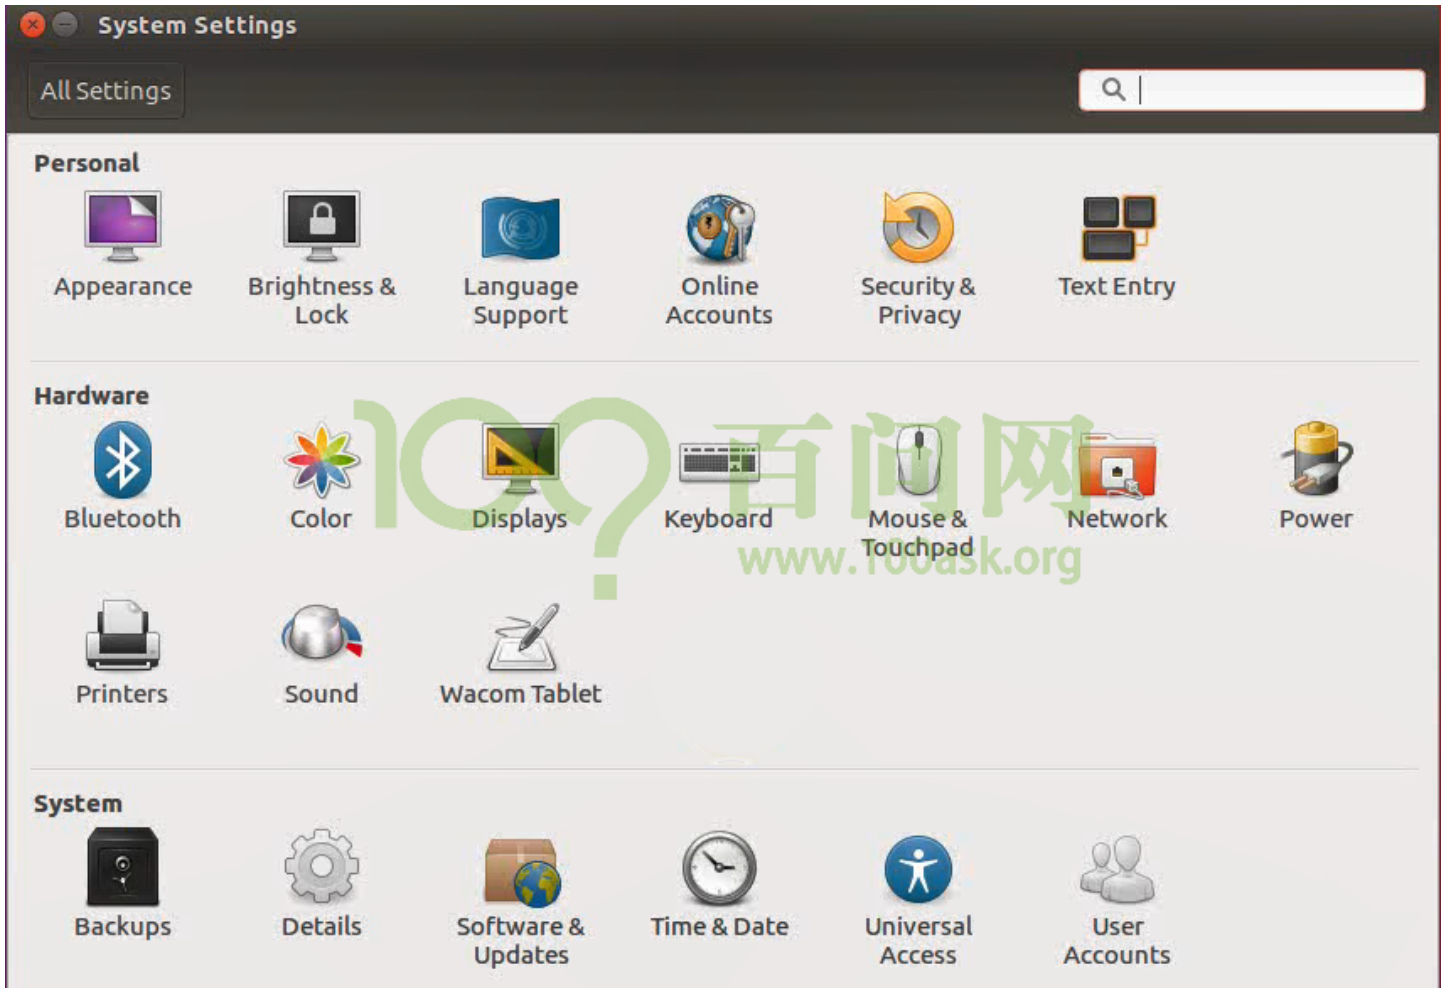 System Settings
All Settings
Personal
Appearance
Brightness &
Lock
Language
Support
Online
Accounts
Security &
Privacy
Text Entry
Hardware
Bluetooth
Color
Displays
Keyboard
Mouse &
Touchpad
Network
Power
100?百问网
www.100ask.org
Printers
Sound
Wacom Tablet
System
Backups
Details
Software &
Updates
Time & Date
Universal
Access
User
Accounts